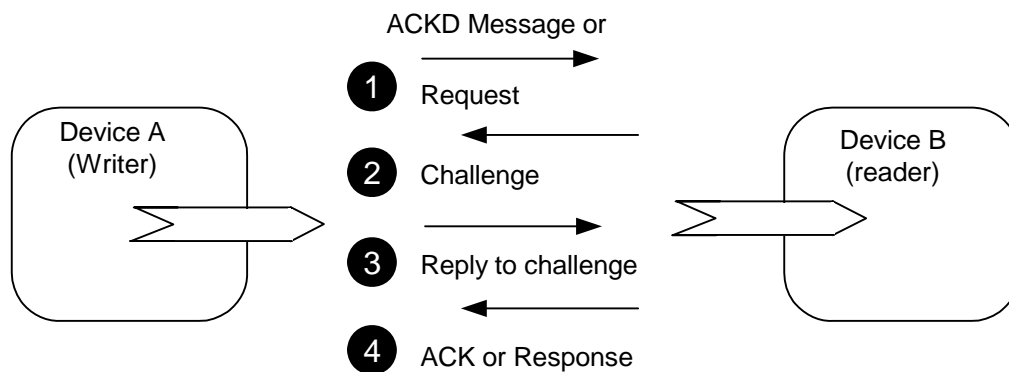 ACKD Message or
1
Request
Device A
(Writer)
2
Challenge
Device B
(reader)
3
Reply to challenge
4
ACK or Response